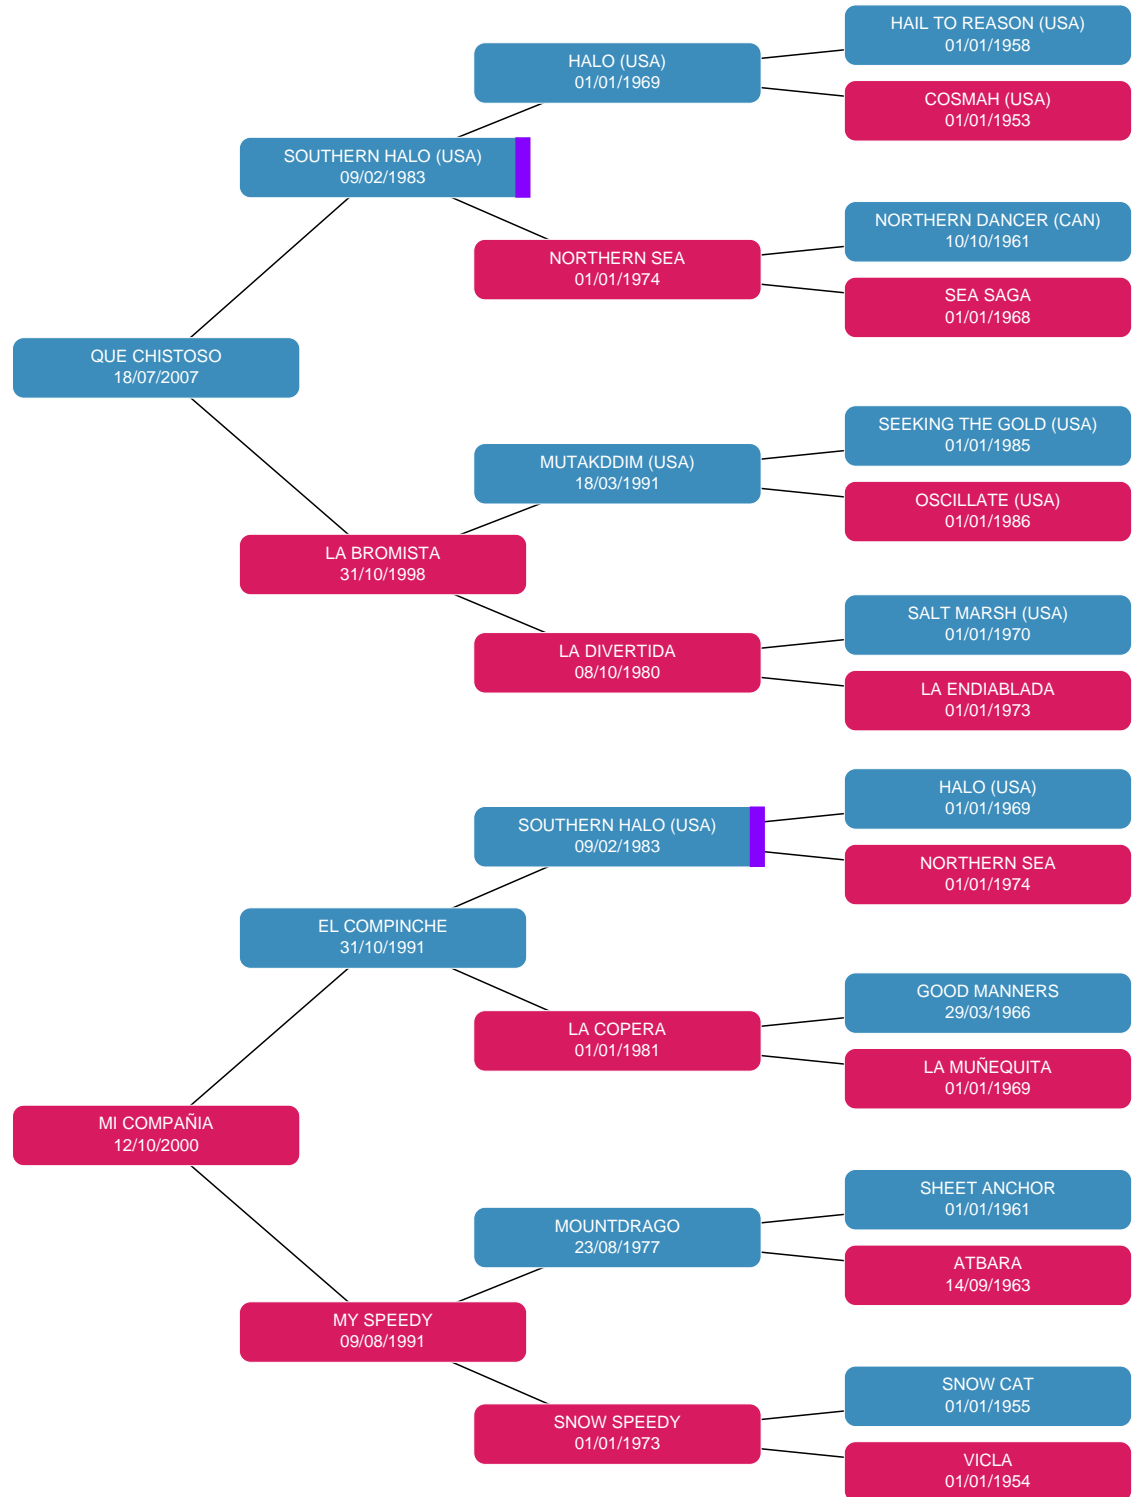 HAIL TO REASON (USA)
01/01/1958
HALO (USA)
01/01/1969
COSMAH (USA)
01/01/1953
SOUTHERN HALO (USA)
09/02/1983
NORTHERN DANCER (CAN)
10/10/1961
NORTHERN SEA
01/01/1974
SEA SAGA
01/01/1968
QUE CHISTOSO
18/07/2007
SEEKING THE GOLD (USA)
01/01/1985
MUTAKDDIM (USA)
18/03/1991
OSCILLATE (USA)
01/01/1986
LA BROMISTA
31/10/1998
SALT MARSH (USA)
01/01/1970
LA DIVERTIDA
08/10/1980
LA ENDIABLADA
01/01/1973
HALO (USA)
01/01/1969
SOUTHERN HALO (USA)
09/02/1983
NORTHERN SEA
01/01/1974
EL COMPINCHE
31/10/1991
GOOD MANNERS
29/03/1966
LA COPERA
01/01/1981
LA MUÑEQUITA
01/01/1969
MI COMPAÑIA
12/10/2000
SHEET ANCHOR
01/01/1961
MOUNTDRAGO
23/08/1977
ATBARA
14/09/1963
MY SPEEDY
09/08/1991
SNOW CAT
01/01/1955
SNOW SPEEDY
01/01/1973
VICLA
01/01/1954